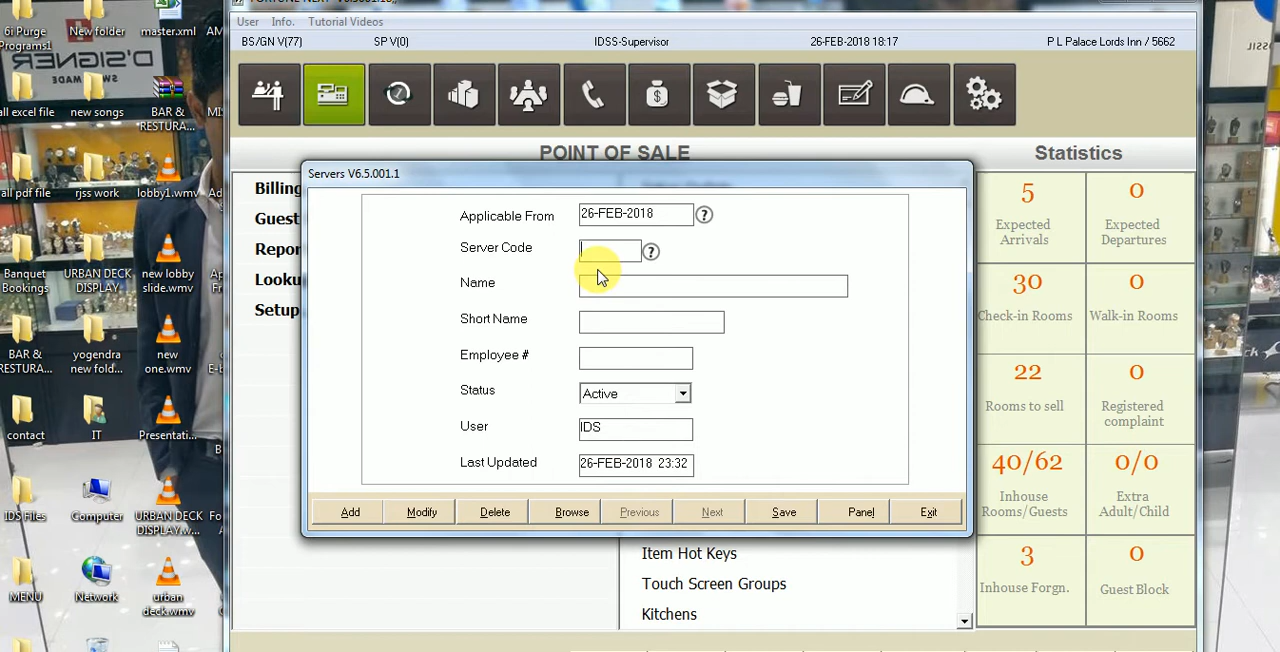 6i Purge
Programs1
New folder
master.xml
AM
all excel file
new songs
BAR &
RESTURA...
all pdf file
rjss work
lobby1.wmv
Banquet
Bookings
URBAN DECK
DISPLAY
new lobby
slide.wmv
BAR &
RESTURA...
yogendra
new fold...
new
one.wmv
contact
IT
Presentati...
IDS Files
Computer
URBAN DECK
DISPLAY.w...
MENU
Network
urban
deck.wmv
D'SIGNER
User Info. Tutorial Videos
BS/GN V(77) SP V(0) IDSS-Supervisor 26-FEB-2018 18:17 P L Palace Lords Inn / 5662
POINT OF SALE
Statistics
Billing
Guest
Repor
Looku
Setup
Servers V6.5.001.1
Applicable From 26-FEB-2018 ?
Server Code ?
Name
Short Name
Employee #
Status Active
User IDS
Last Updated 26-FEB-2018 23:32
Add Modify Delete Browse Previous Next Save Panel Exit
Item Hot Keys
Touch Screen Groups
Kitchens
5 0
Expected
Arrivals
Expected
Departures
30 0
Check-in Rooms Walk-in Rooms
22 0
Rooms to sell
Registered
complaint
40/62 0/0
Inhouse
Rooms/Guests
Extra
Adult/Child
3 0
Inhouse Forgn. Guest Block